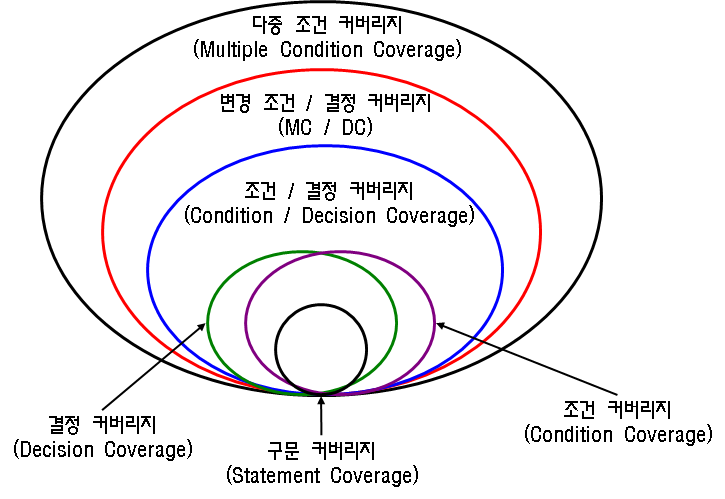 다중 조건 커버리지
(Multiple Condition Coverage)
변경 조건 / 결정 커버리지
(MC / DC)
조건 / 결정 커버리지
(Condition / Decision Coverage)
결정 커버리지
(Decision Coverage)
구문 커버리지
(Statement Coverage)
조건 커버리지
(Condition Coverage)